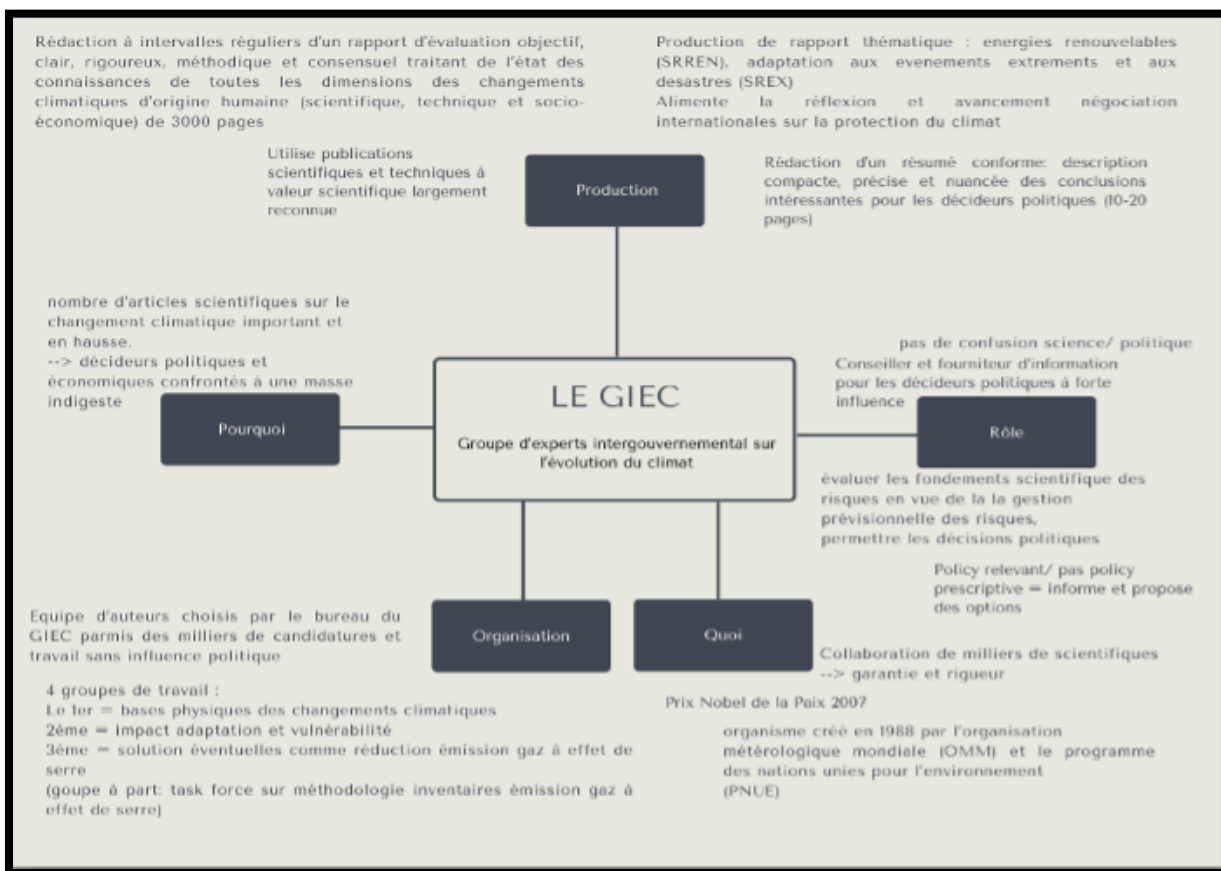 Rédaction à intervalles réguliers d'un rapport d'évaluation objectif,
clair, rigoureux, méthodique et consensuel traitant de l'état des
connaissances de toutes les dimensions des changements
climatiques d'origine humaine (scientifique, technique et socio-
économique) de 3000 pages
Production de rapport thématique : energies renouvelables
(SRREN), adaptation aux evenements extrements et aux
desastres (SREX)
Alimente la réflexion et avancement négociation
internationales sur la protection du climat
Utilise publications
scientifiques et techniques à
valeur scientifique largement
reconnue
Production
Rédaction d'un résumé conforme: description
compacte, précise et nuancée des conclusions
intéressantes pour les décideurs politiques (10-20
pages)
nombre d'articles scientifiques sur le
changement climatique important et
en hausse.
--> décideurs politiques et
économiques confrontés à une masse
indigeste
Pourquoi
LE GIEC
Groupe d'experts intergouvernemental sur
l'évolution du climat
pas de confusion science/ politique
Conseiller et fourniteur d'information
pour les décideurs politiques à forte
influence
Rôle
évaluer les fondements scientifique des
risques en vue de la la gestion
prévisionnelle des risques,
permettre les décisions politiques
Policy relevant/ pas policy
prescriptive = informe et propose
des options
Equipe d'auteurs choisis par le bureau du
GIEC parmis des milliers de candidatures et
travail sans influence politique
Organisation
4 groupes de travail :
Le 1er = bases physiques des changements climatiques
2ème = impact adaptation et vulnérabilité
3ème = solution éventuelles comme réduction émission gaz à effet de
serre
(goupe à part: task force sur méthodologie inventaires émission gaz à
effet de serre)
Quoi
Collaboration de milliers de scientifiques
--> garantie et rigueur
Prix Nobel de la Paix 2007
organisme créé en 1988 par l'organisation
métérologique mondiale (OMM) et le programme
des nations unies pour l'environnement
(PNUE)